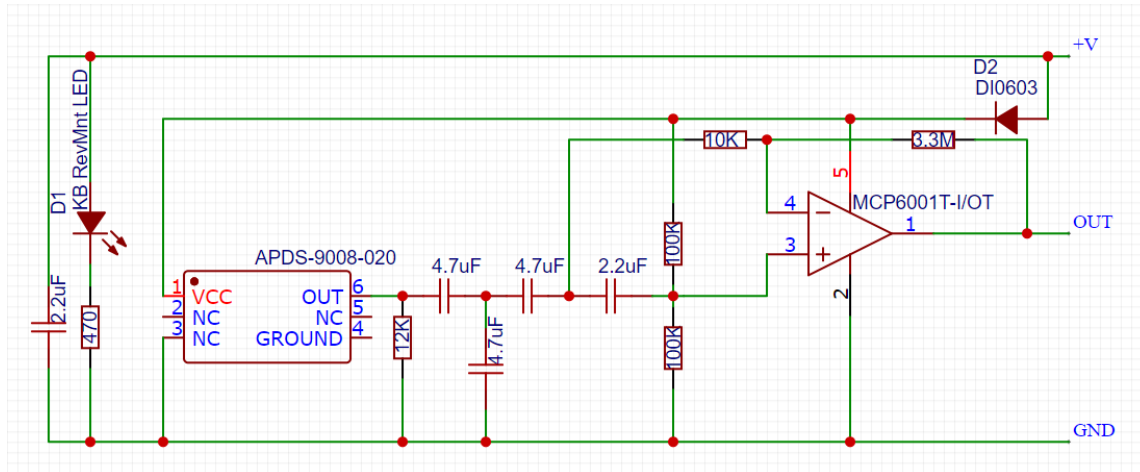 +V
D2
DI0603
KB RevMnt LED
D1
10K
3.3M
5
4
MCP6001T-I/OT
1
OUT
3
2
100K
APDS-9008-020
4.7uF
4.7uF
2.2uF
1
VCC
OUT
6
2
NC
NC
5
3
NC
GROUND
4
2.2uF
470
12K
4.7uF
100K
GND